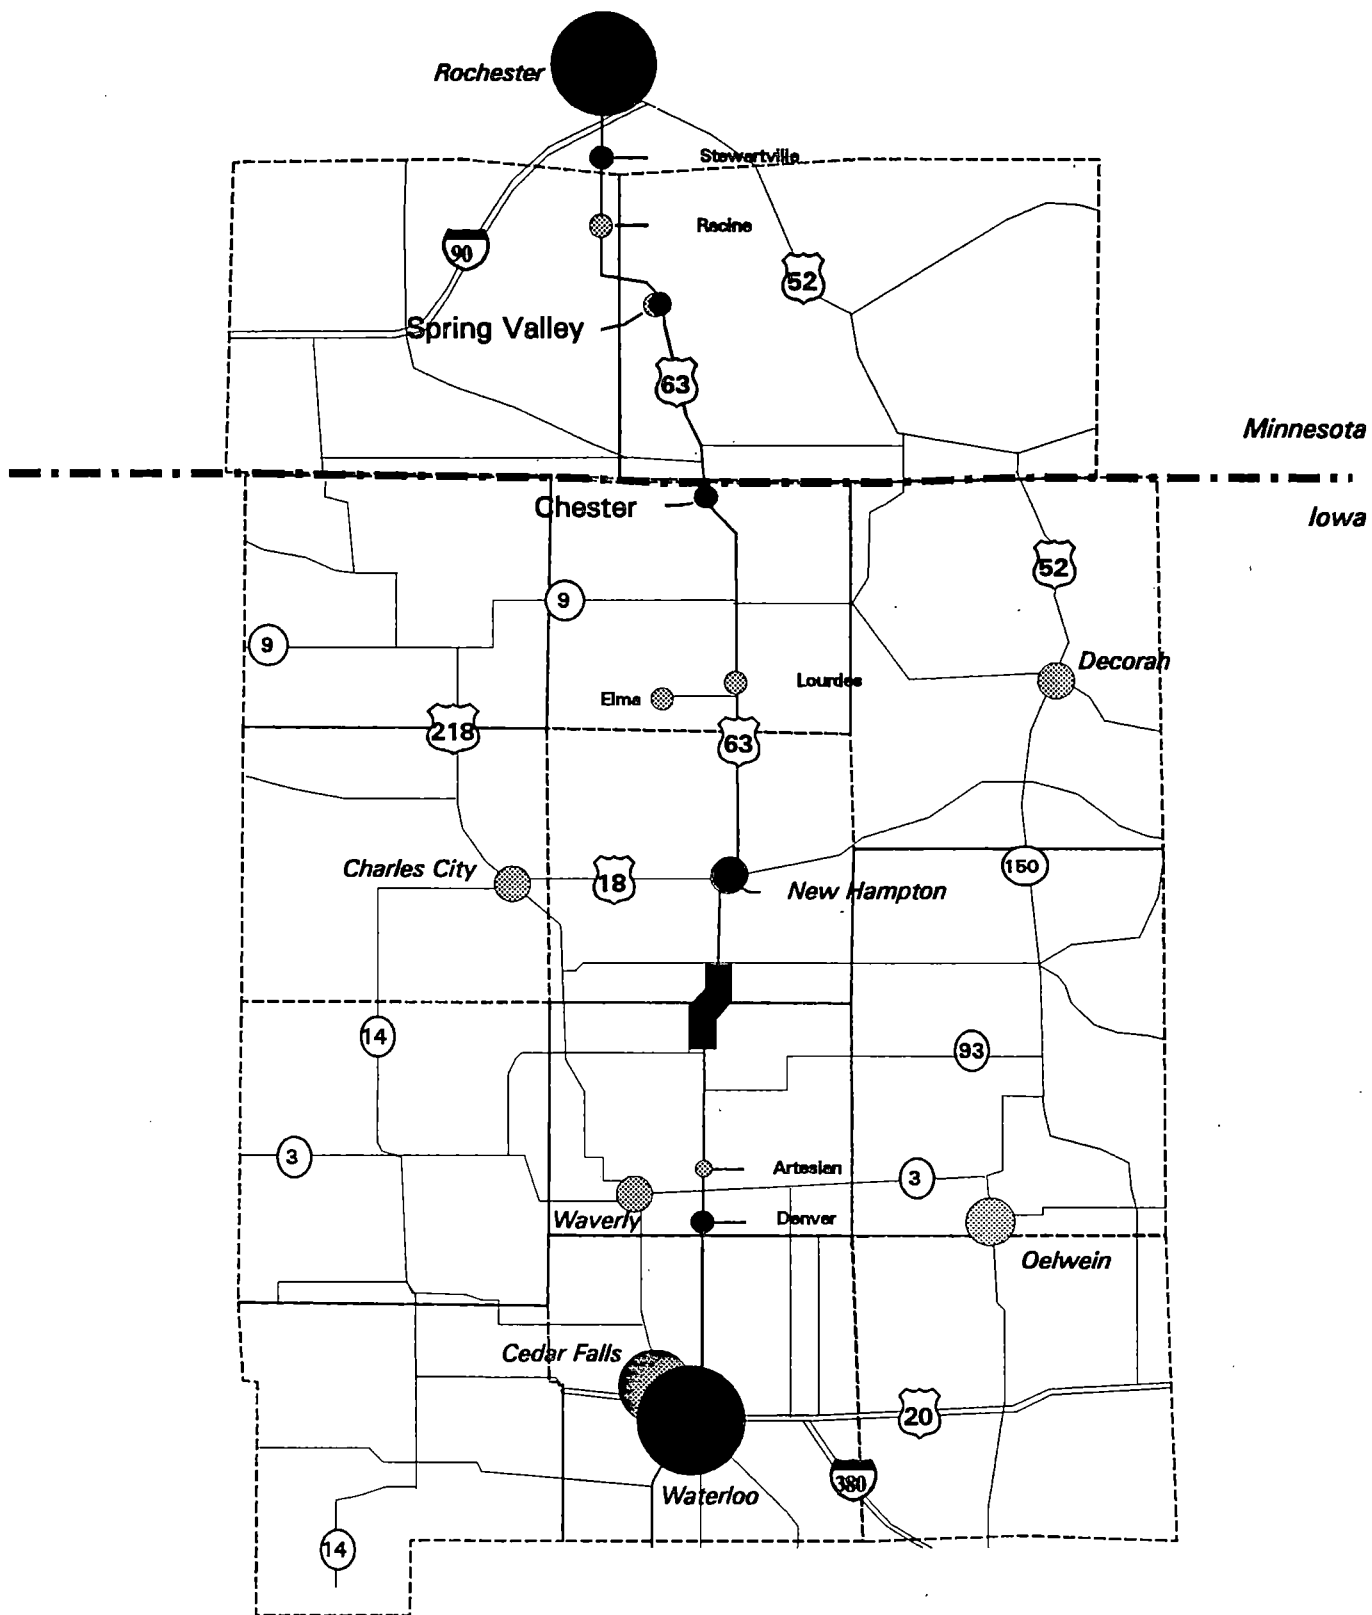 Rochester
Stewartville
Racine
90
52
Spring Valley
63
Minnesota
Chester
Iowa
52
9
9
Decorah
Lourdes
Elma
218
63
Charles City
18
150
New Hampton
14
93
3
Artesian
3
Waverly
Denver
Oelwein
Cedar Falls
20
380
Waterloo
14